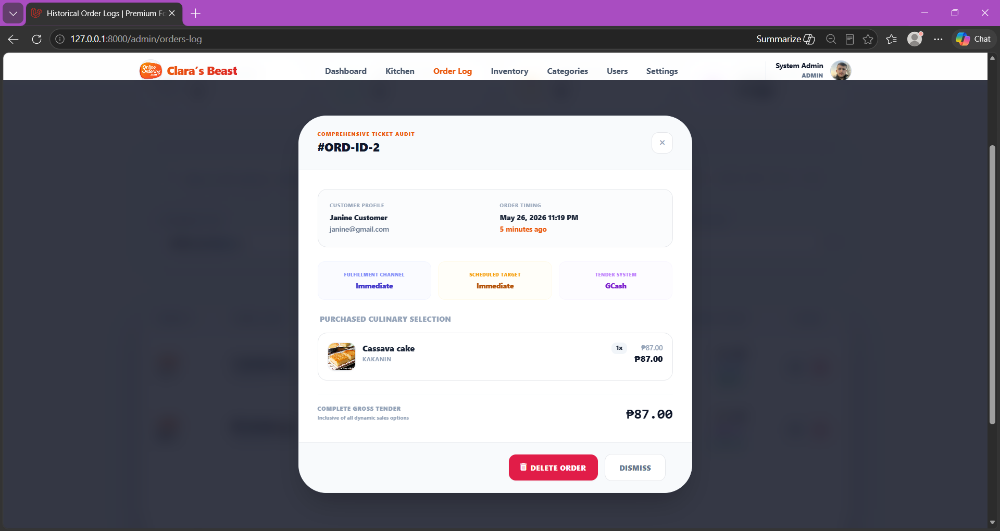 Historical Order Logs | Premium Fo
127.0.0.1:8000/admin/orders-log
Summarize
Chat
Online Ordering .com
Clara's Beast
Dashboard
Kitchen
Order Log
Inventory
Categories
Users
Settings
System Admin
ADMIN
COMPREHENSIVE TICKET AUDIT
#ORD-ID-2
CUSTOMER PROFILE
Janine Customer
janine@gmail.com
ORDER TIMING
May 26, 2026 11:19 PM
5 minutes ago
FULFILLMENT CHANNEL
Immediate
SCHEDULED TARGET
Immediate
TENDER SYSTEM
GCash
PURCHASED CULINARY SELECTION
Cassava cake
KAKANIN
1x
₱87.00
₱87.00
COMPLETE GROSS TENDER
Inclusive of all dynamic sales options
₱87.00
DELETE ORDER
DISMISS